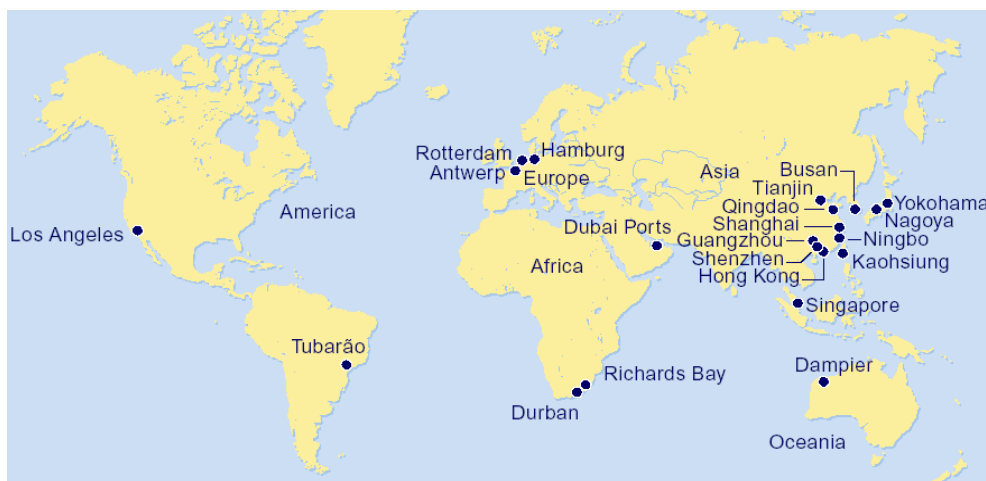 Rotterdam
Hamburg
Antwerp
Europe
Asia
Busan
Tianjin
Qingdao
Yokohama
Nagoya
America
Los Angeles
Dubai Ports
Shanghai
Guangzhou
Ningbo
Shenzhen
Kaohsiung
Hong Kong
Africa
Singapore
Tubarão
Richards Bay
Dampier
Durban
Oceania